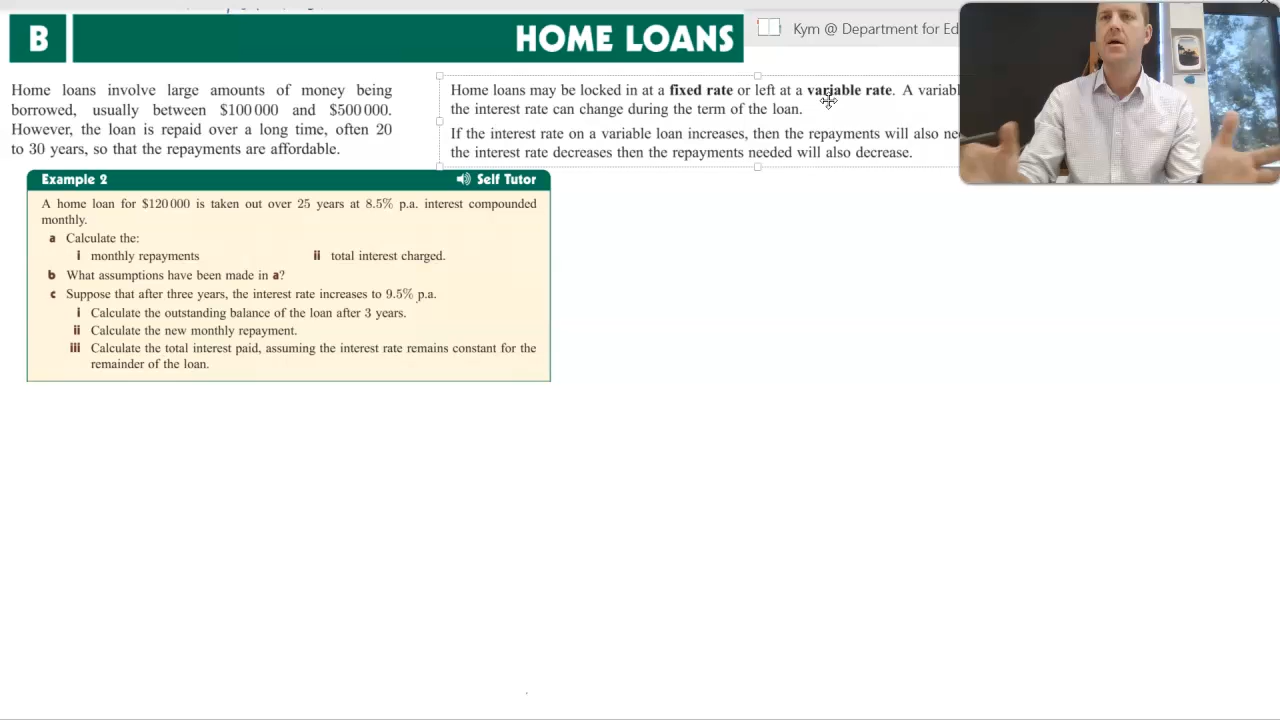 B HOME LOANS
Kym @ Department for Ed
Home loans involve large amounts of money being
borrowed, usually between $100 000 and $500 000.
However, the loan is repaid over a long time, often 20
to 30 years, so that the repayments are affordable.
Home loans may be locked in at a fixed rate or left at a variable rate. A
the interest rate can change during the term of the loan.
If the interest rate on a variable loan increases, then the repayments will also
the interest rate decreases then the repayments needed will also decrease.
Example 2 Self Tutor
A home loan for $120 000 is taken out over 25 years at 8.5% p.a. interest compounded
monthly.
a Calculate the:
i monthly repayments ii total interest charged.
b What assumptions have been made in a?
c Suppose that after three years, the interest rate increases to 9.5% p.a.
i Calculate the outstanding balance of the loan after 3 years.
ii Calculate the new monthly repayment.
iii Calculate the total interest paid, assuming the interest rate remains constant for the
remainder of the loan.